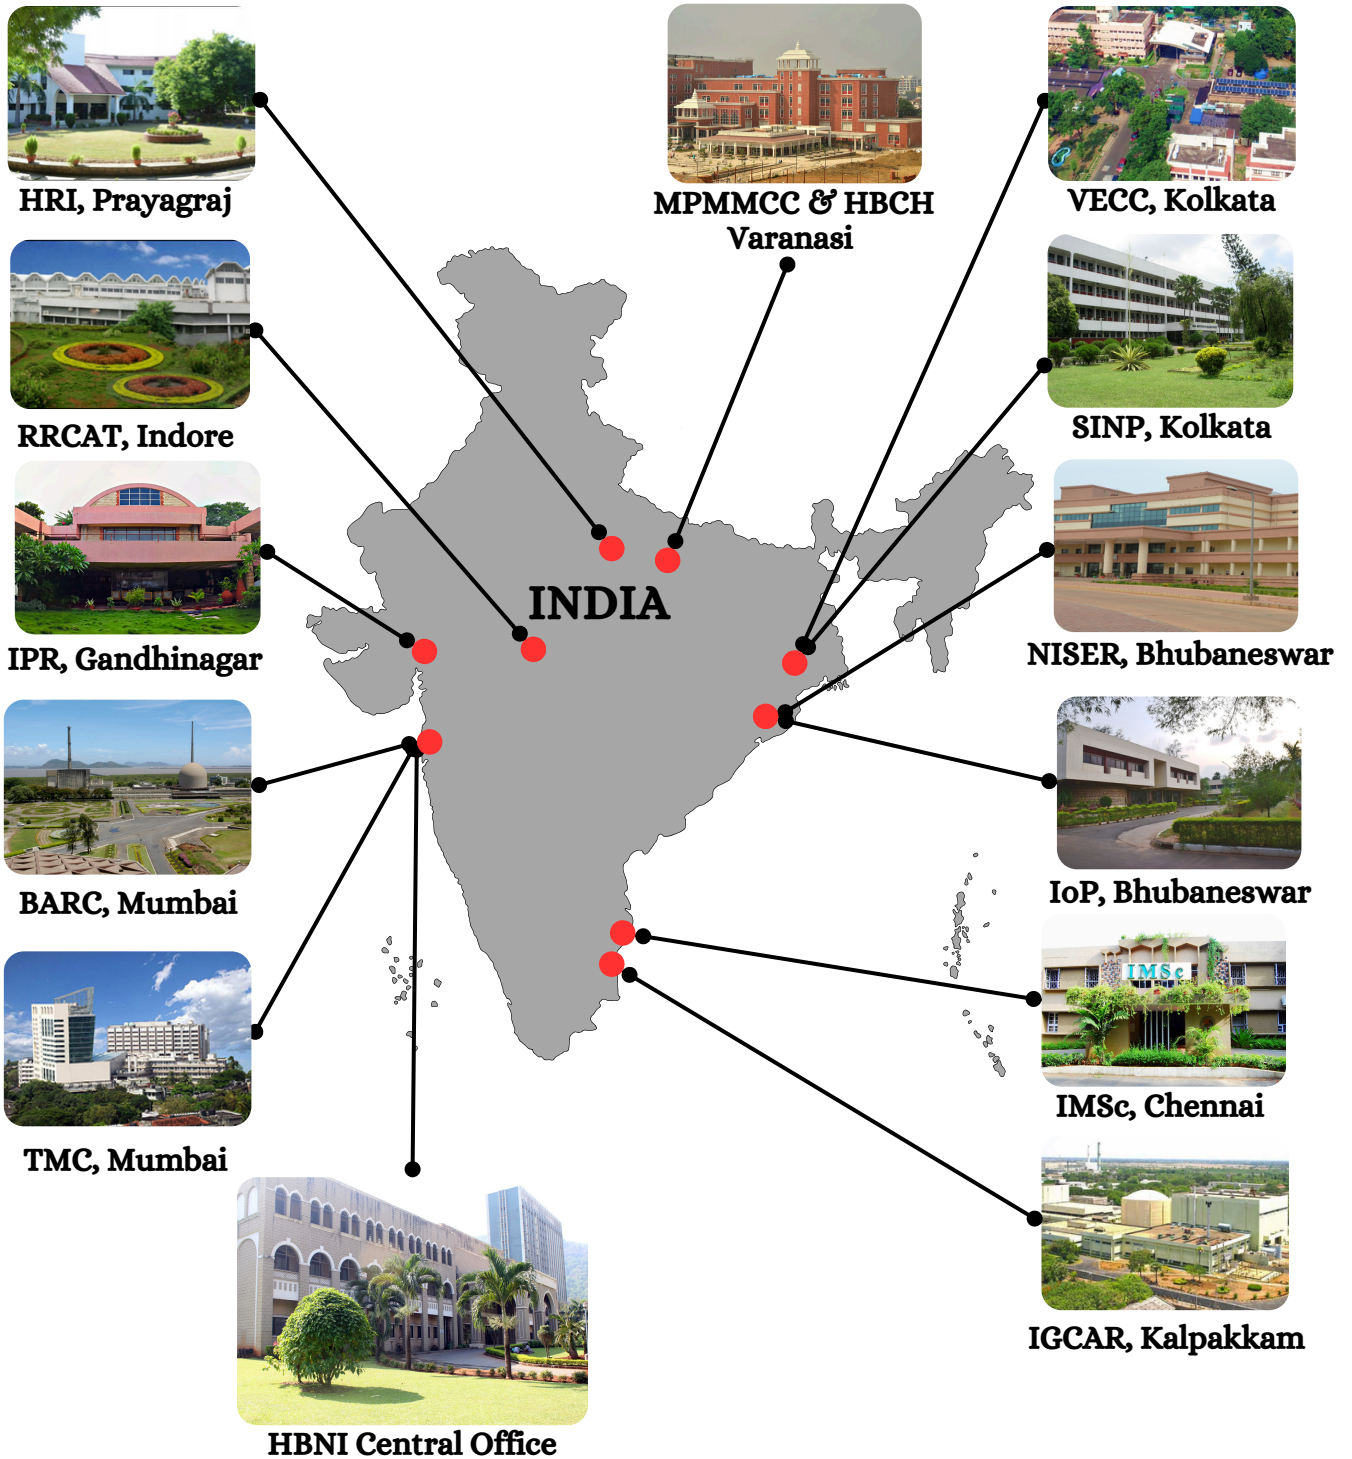 HRI, Prayagraj
MPMMCC & HBCH
Varanasi
VECC, Kolkata
RRCAT, Indore
SINP, Kolkata
INDIA
IPR, Gandhinagar
NISER, Bhubaneswar
BARC, Mumbai
IoP, Bhubaneswar
IMSc
IMSc, Chennai
TMC, Mumbai
IGCAR, Kalpakkam
HBNI Central Office